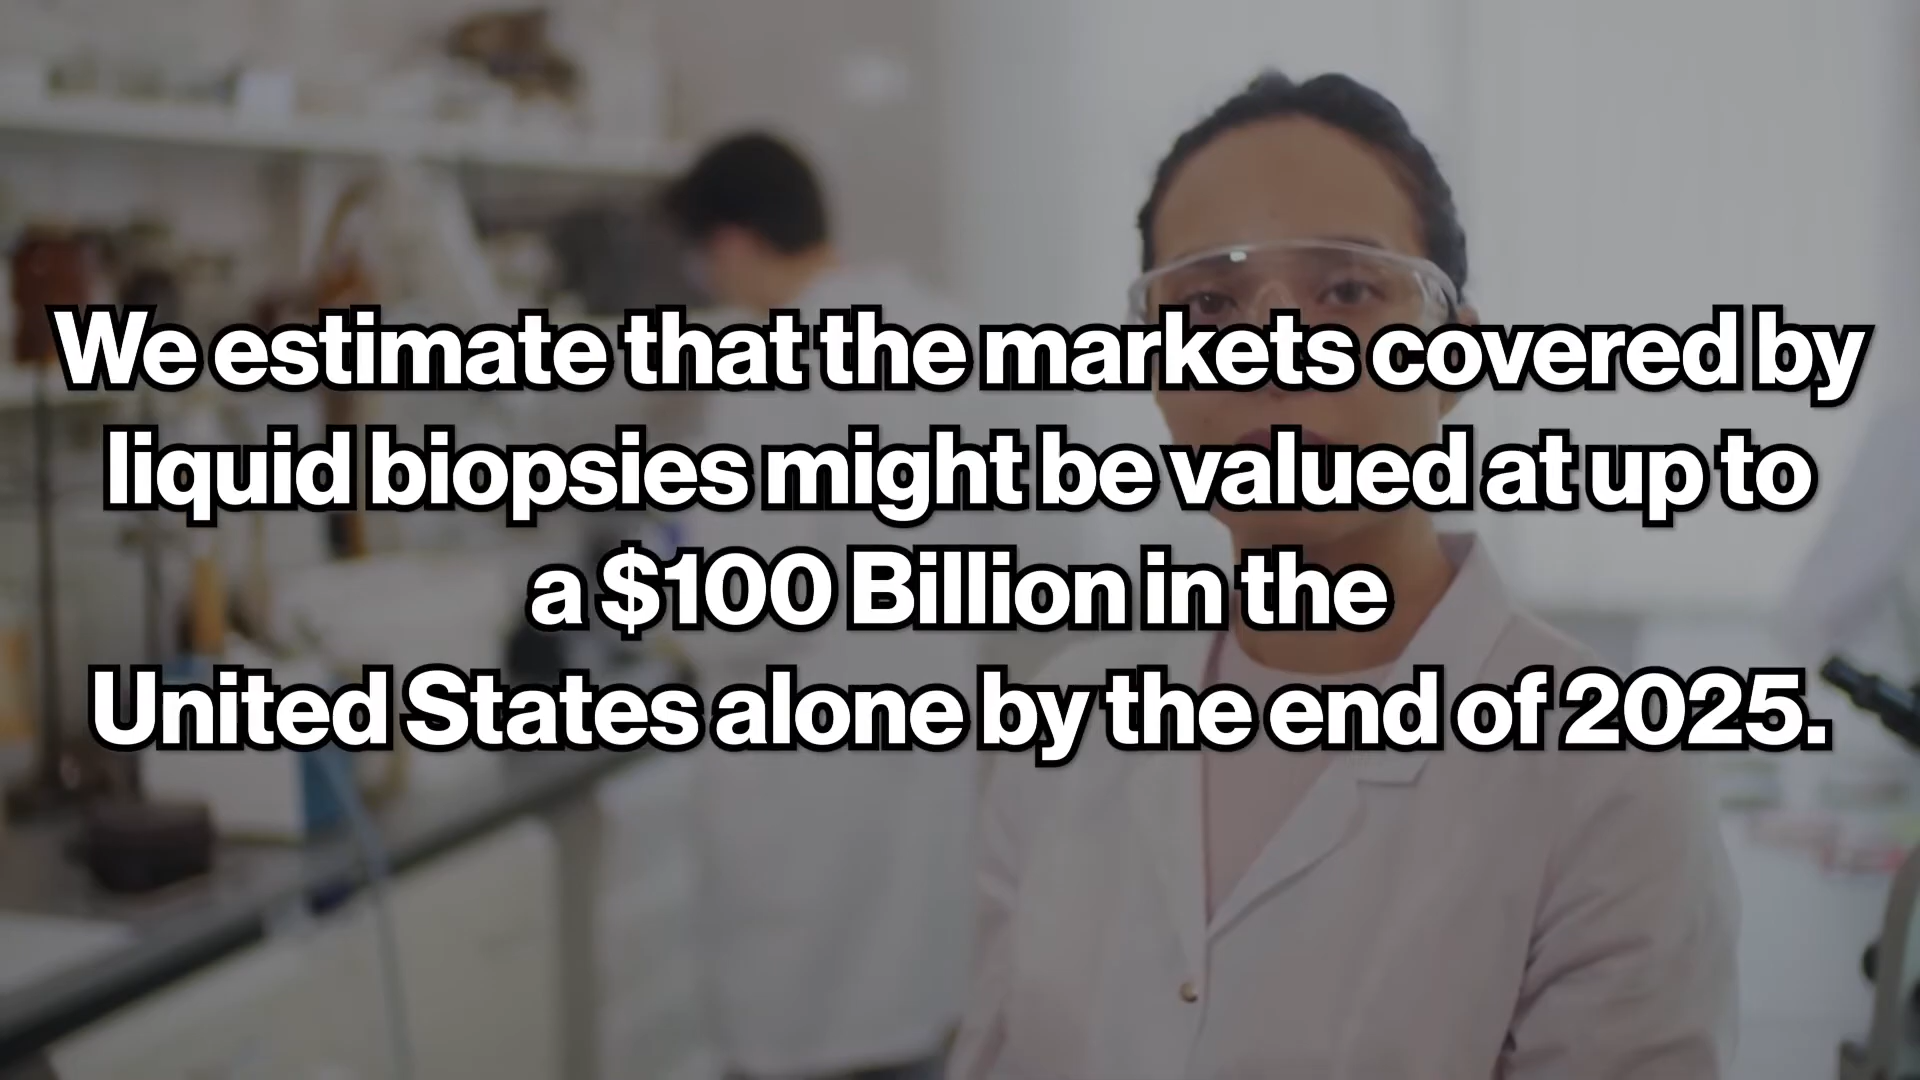 We estimate that the markets covered by
liquid biopsies might be valued at up to
a $100 Billion in the
United States alone by the end of 2025.